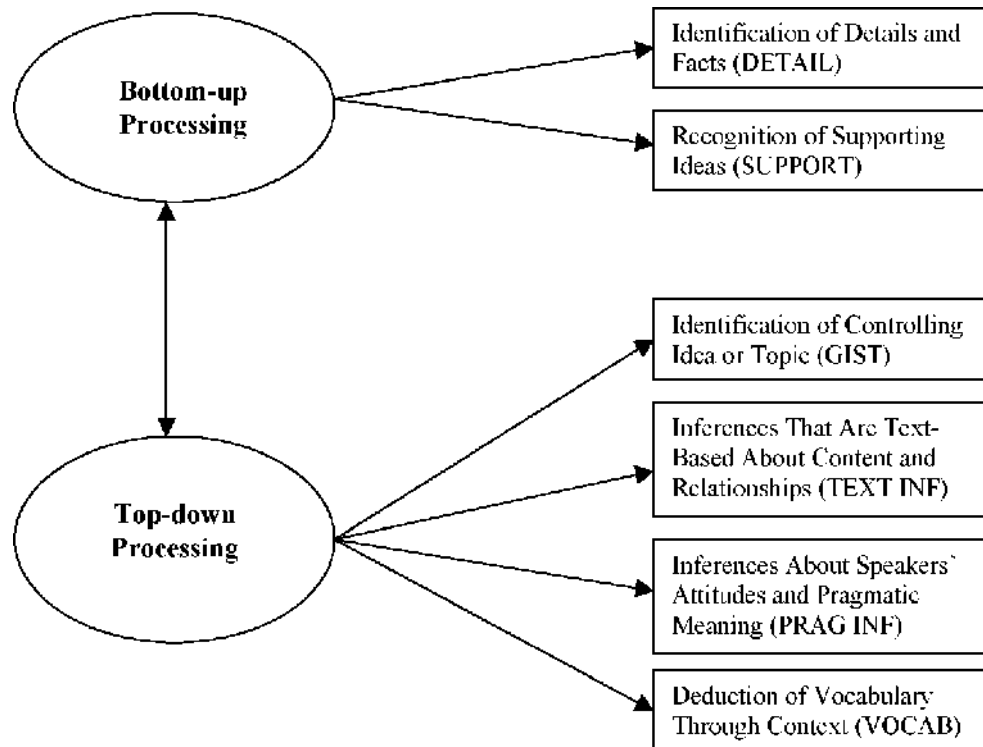 Bottom-up
Processing
Identification of Details and
Facts (DETAIL)
Recognition of Supporting
Ideas (SUPPORT)
Top-down
Processing
Identification of Controlling
Idea or Topic (GIST)
Inferences That Are Text-
Based About Content and
Relationships (TEXT INF)
Inferences About Speakers`
Attitudes and Pragmatic
Meaning (PRAG INF)
Deduction of Vocabulary
Through Context (VOCAB)